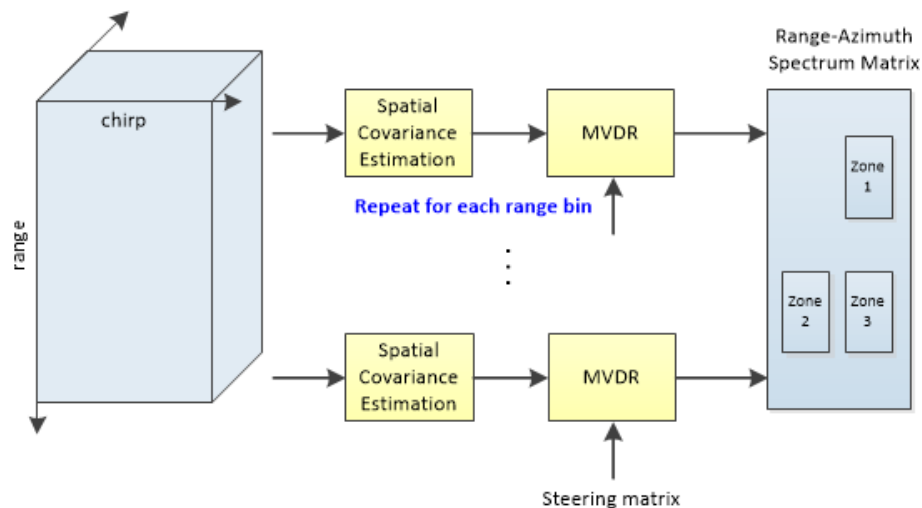 Range-Azimuth
Spectrum Matrix
chirp
range
Spatial
Covariance
Estimation
MVDR
Repeat for each range bin
Zone
1
Zone
2
Zone
3
Spatial
Covariance
Estimation
MVDR
Steering matrix